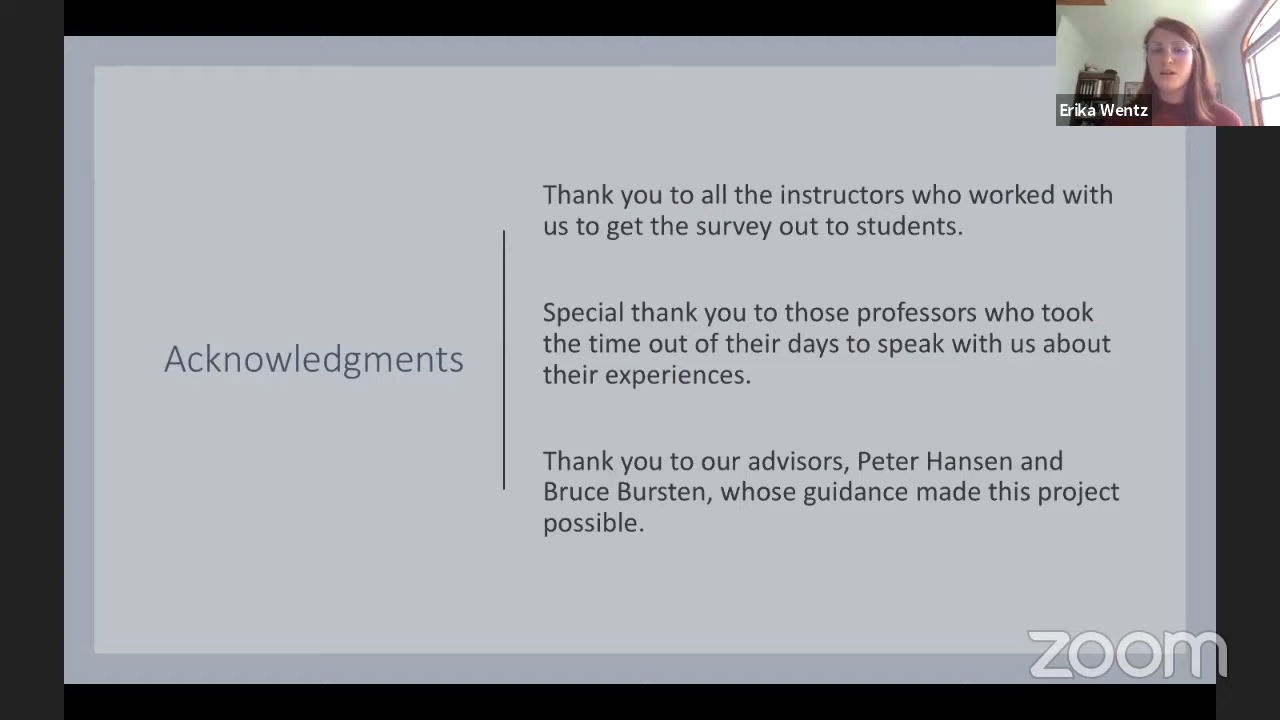 Erika Wentz
Thank you to all the instructors who worked with
us to get the survey out to students.
Special thank you to those professors who took
the time out of their days to speak with us about
their experiences.
Acknowledgments
Thank you to our advisors, Peter Hansen and
Bruce Bursten, whose guidance made this project
possible.
zoom